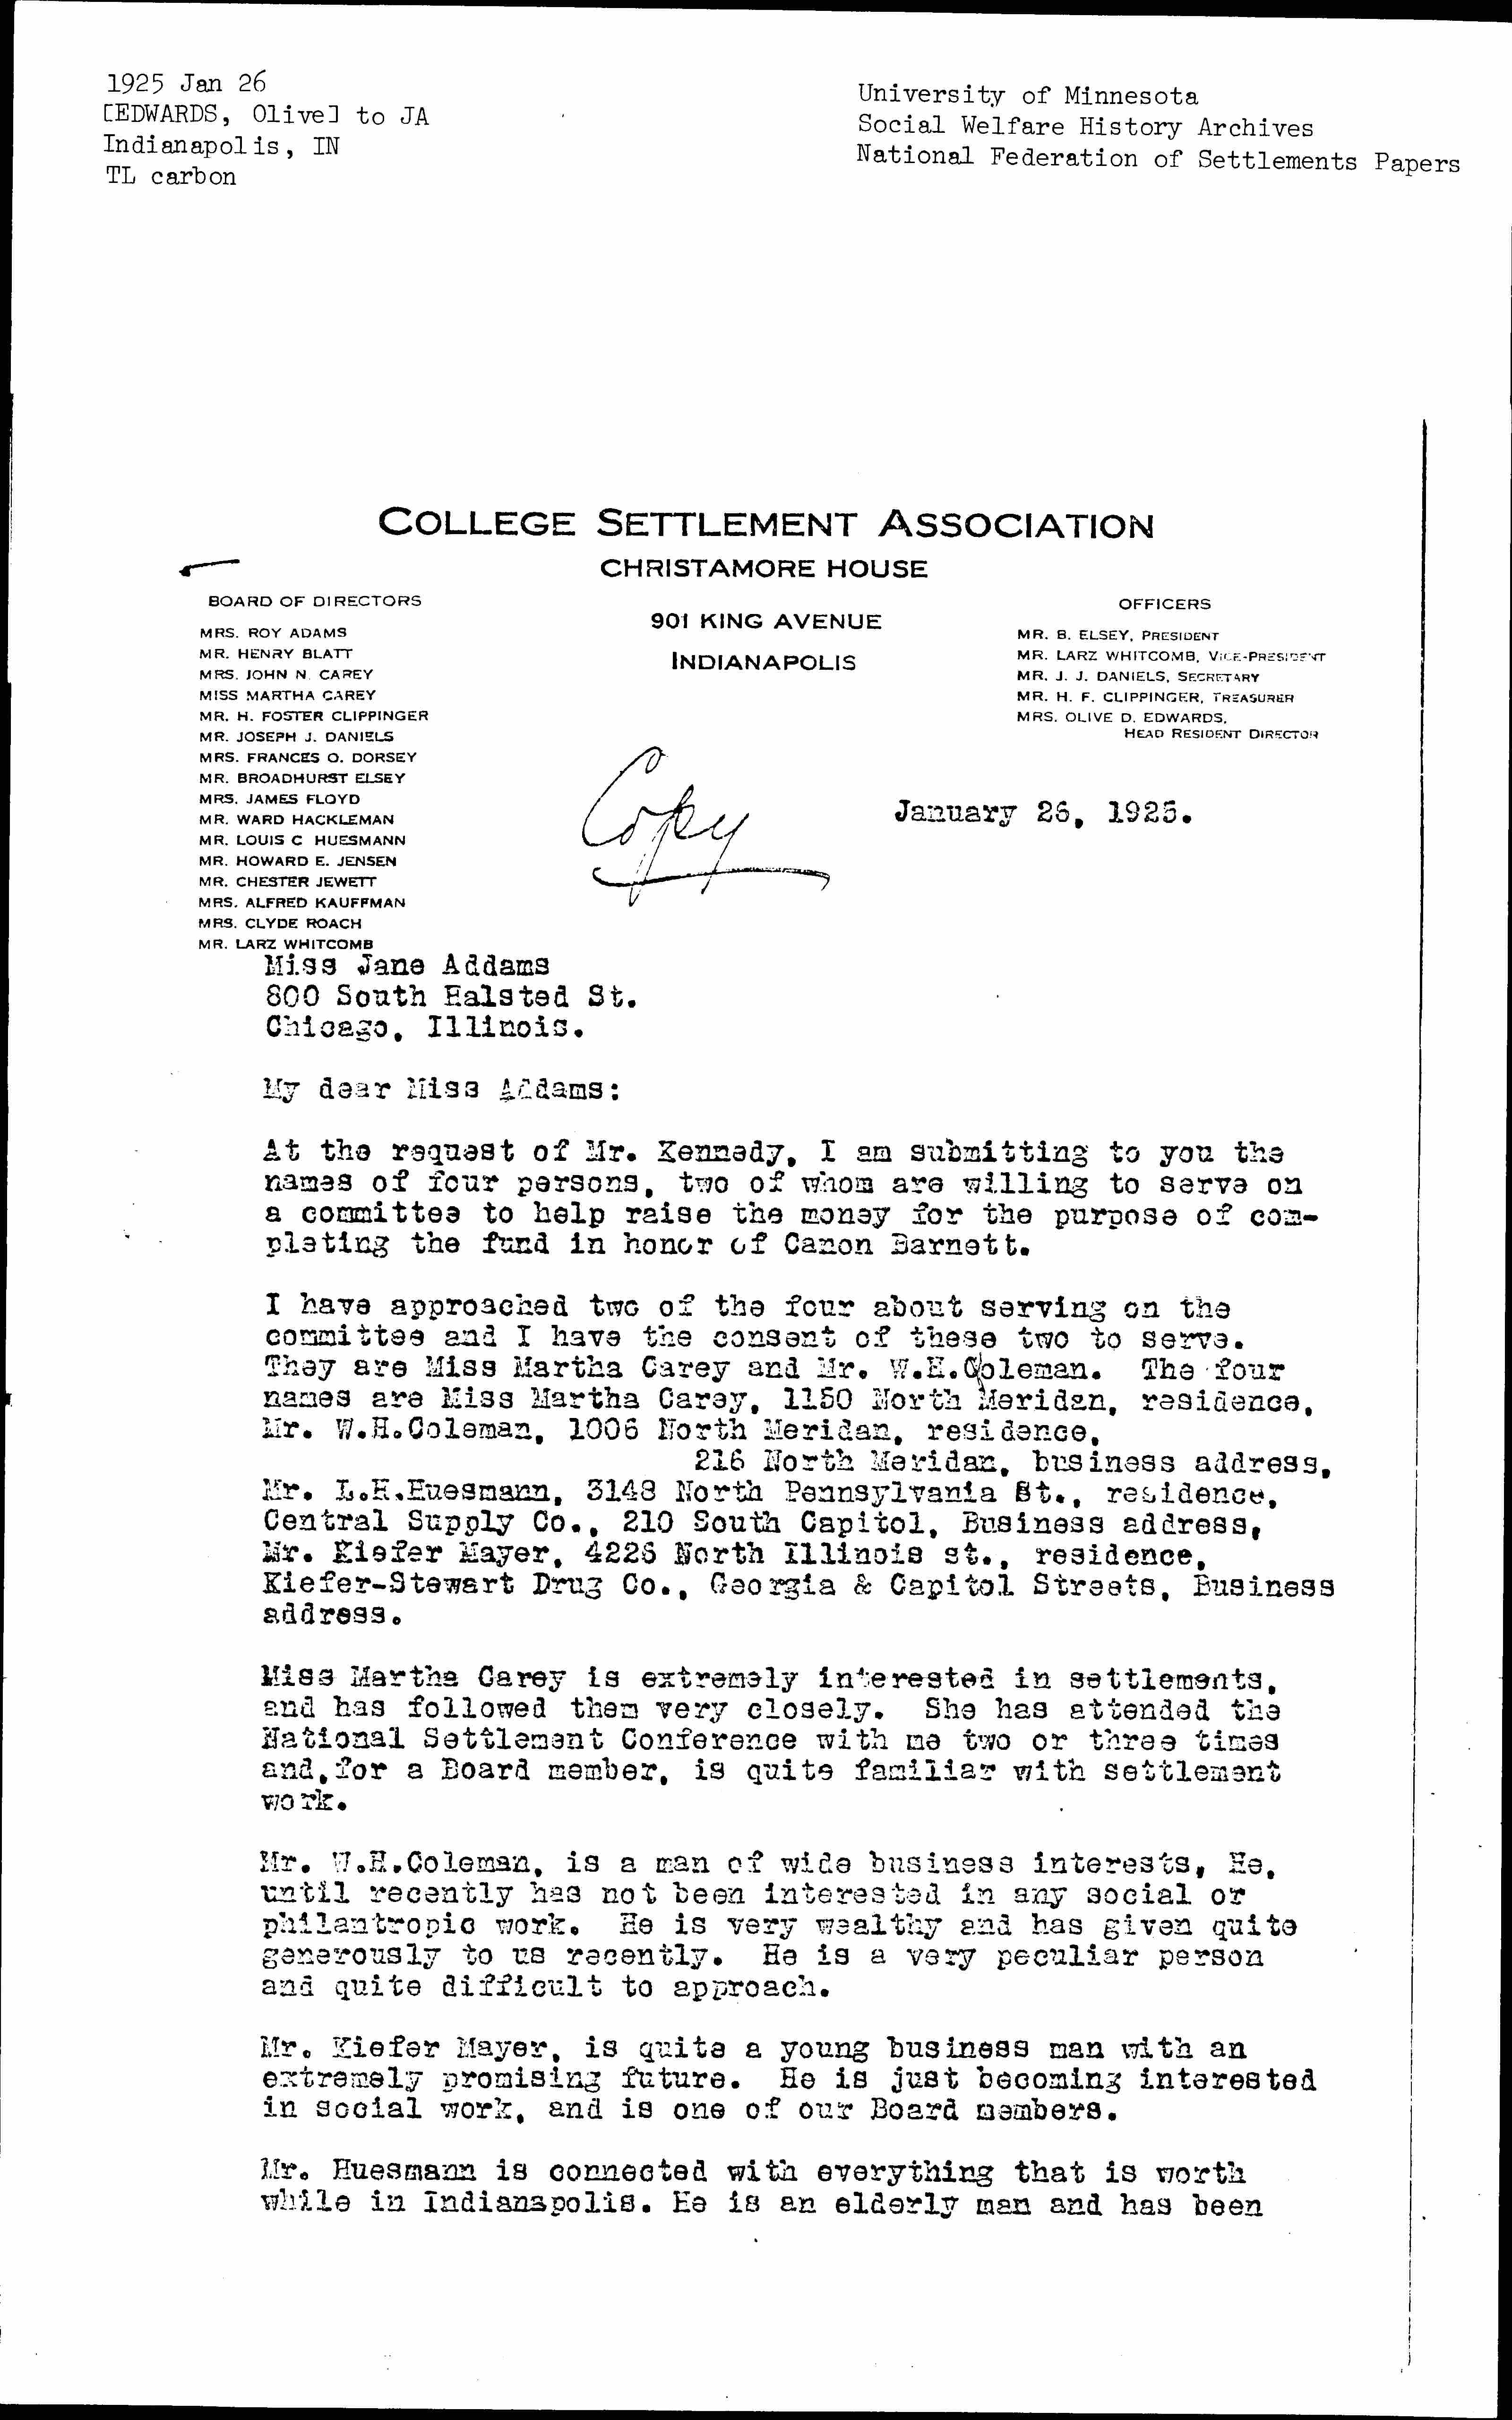 1925 Jan 26
[EDWARDS, Olive] to JA
Indianapolis, IN
TL carbon
University of Minnesota
Social Welfare History Archives
National Federation of Settlements Papers
COLLEGE SETTLEMENT ASSOCIATION
CHRISTAMORE HOUSE
901 KING AVENUE
INDIANAPOLIS
BOARD OF DIRECTORS
MRS. ROY ADAMS
MR. HENRY BLATT
MRS. JOHN N. CAREY
MISS MARTHA CAREY
MR. H. FOSTER CLIPPINGER
MR. JOSEPH J. DANIELS
MRS. FRANCES O. DORSEY
MR. BROADHURST ELSEY
MRS. JAMES FLOYD
MR. WARD HACKLEMAN
MR. LOUIS C HUESMANN
MR. HOWARD E. JENSEN
MR. CHESTER JEWETT
MRS. ALFRED KAUFFMAN
MRS. CLYDE ROACH
MR. LARZ WHITCOMB
OFFICERS
MR. B. ELSEY, PRESIDENT
MR. LARZ WHITCOMB, VICE-PRESIDENT
MR. J. J. DANIELS, SECRETARY
MR. H. F. CLIPPINGER, TREASURER
MRS. OLIVE D. EDWARDS,
HEAD RESIDENT DIRECTOR
Copy
January 26, 1925.
Miss Jane Addams
800 South Halsted St.
Chicago, Illinois.
My dear Miss Addams:
At the request of Mr. Kennedy, I am submitting to you the
names of four persons, two of whom are willing to serve on
a committee to help raise the money for the purpose of com-
pleting the fund in honor of Canon Barnett.
I have approached two of the four about serving on the
committee and I have the consent of these two to serve.
They are Miss Martha Carey and Mr. W.H.Coleman. The four
names are Miss Martha Carey, 1150 North Meridan, residence,
Mr. W.H.Coleman, 1006 North Meridan, residence,
216 North Meridan, business address,
Mr. L.H.Huesmann, 3148 North Pennsylvania St., residence,
Central Supply Co., 210 South Capitol, Business address,
Mr. Kiefer Mayer, 4226 North Illinois st., residence,
Kiefer-Stewart Drug Co., Georgia & Capitol Streets, Business
address.
Miss Martha Carey is extremely interested in settlements,
and has followed them very closely. She has attended the
National Settlement Conference with me two or three times
and,for a Board member, is quite familiar with settlement
work.
Mr. W.H.Coleman, is a man of wide business interests, He,
until recently has not been interested in any social or
philantropic work. He is very wealthy and has given quite
generously to us recently. He is a very peculiar person
and quite difficult to approach.
Mr. Kiefer Mayer, is quite a young business man with an
extremely promising future. He is just becoming interested
in social work, and is one of our Board members.
Mr. Huesmann is connected with everything that is worth
while in Indianapolis. He is an elderly man and has been